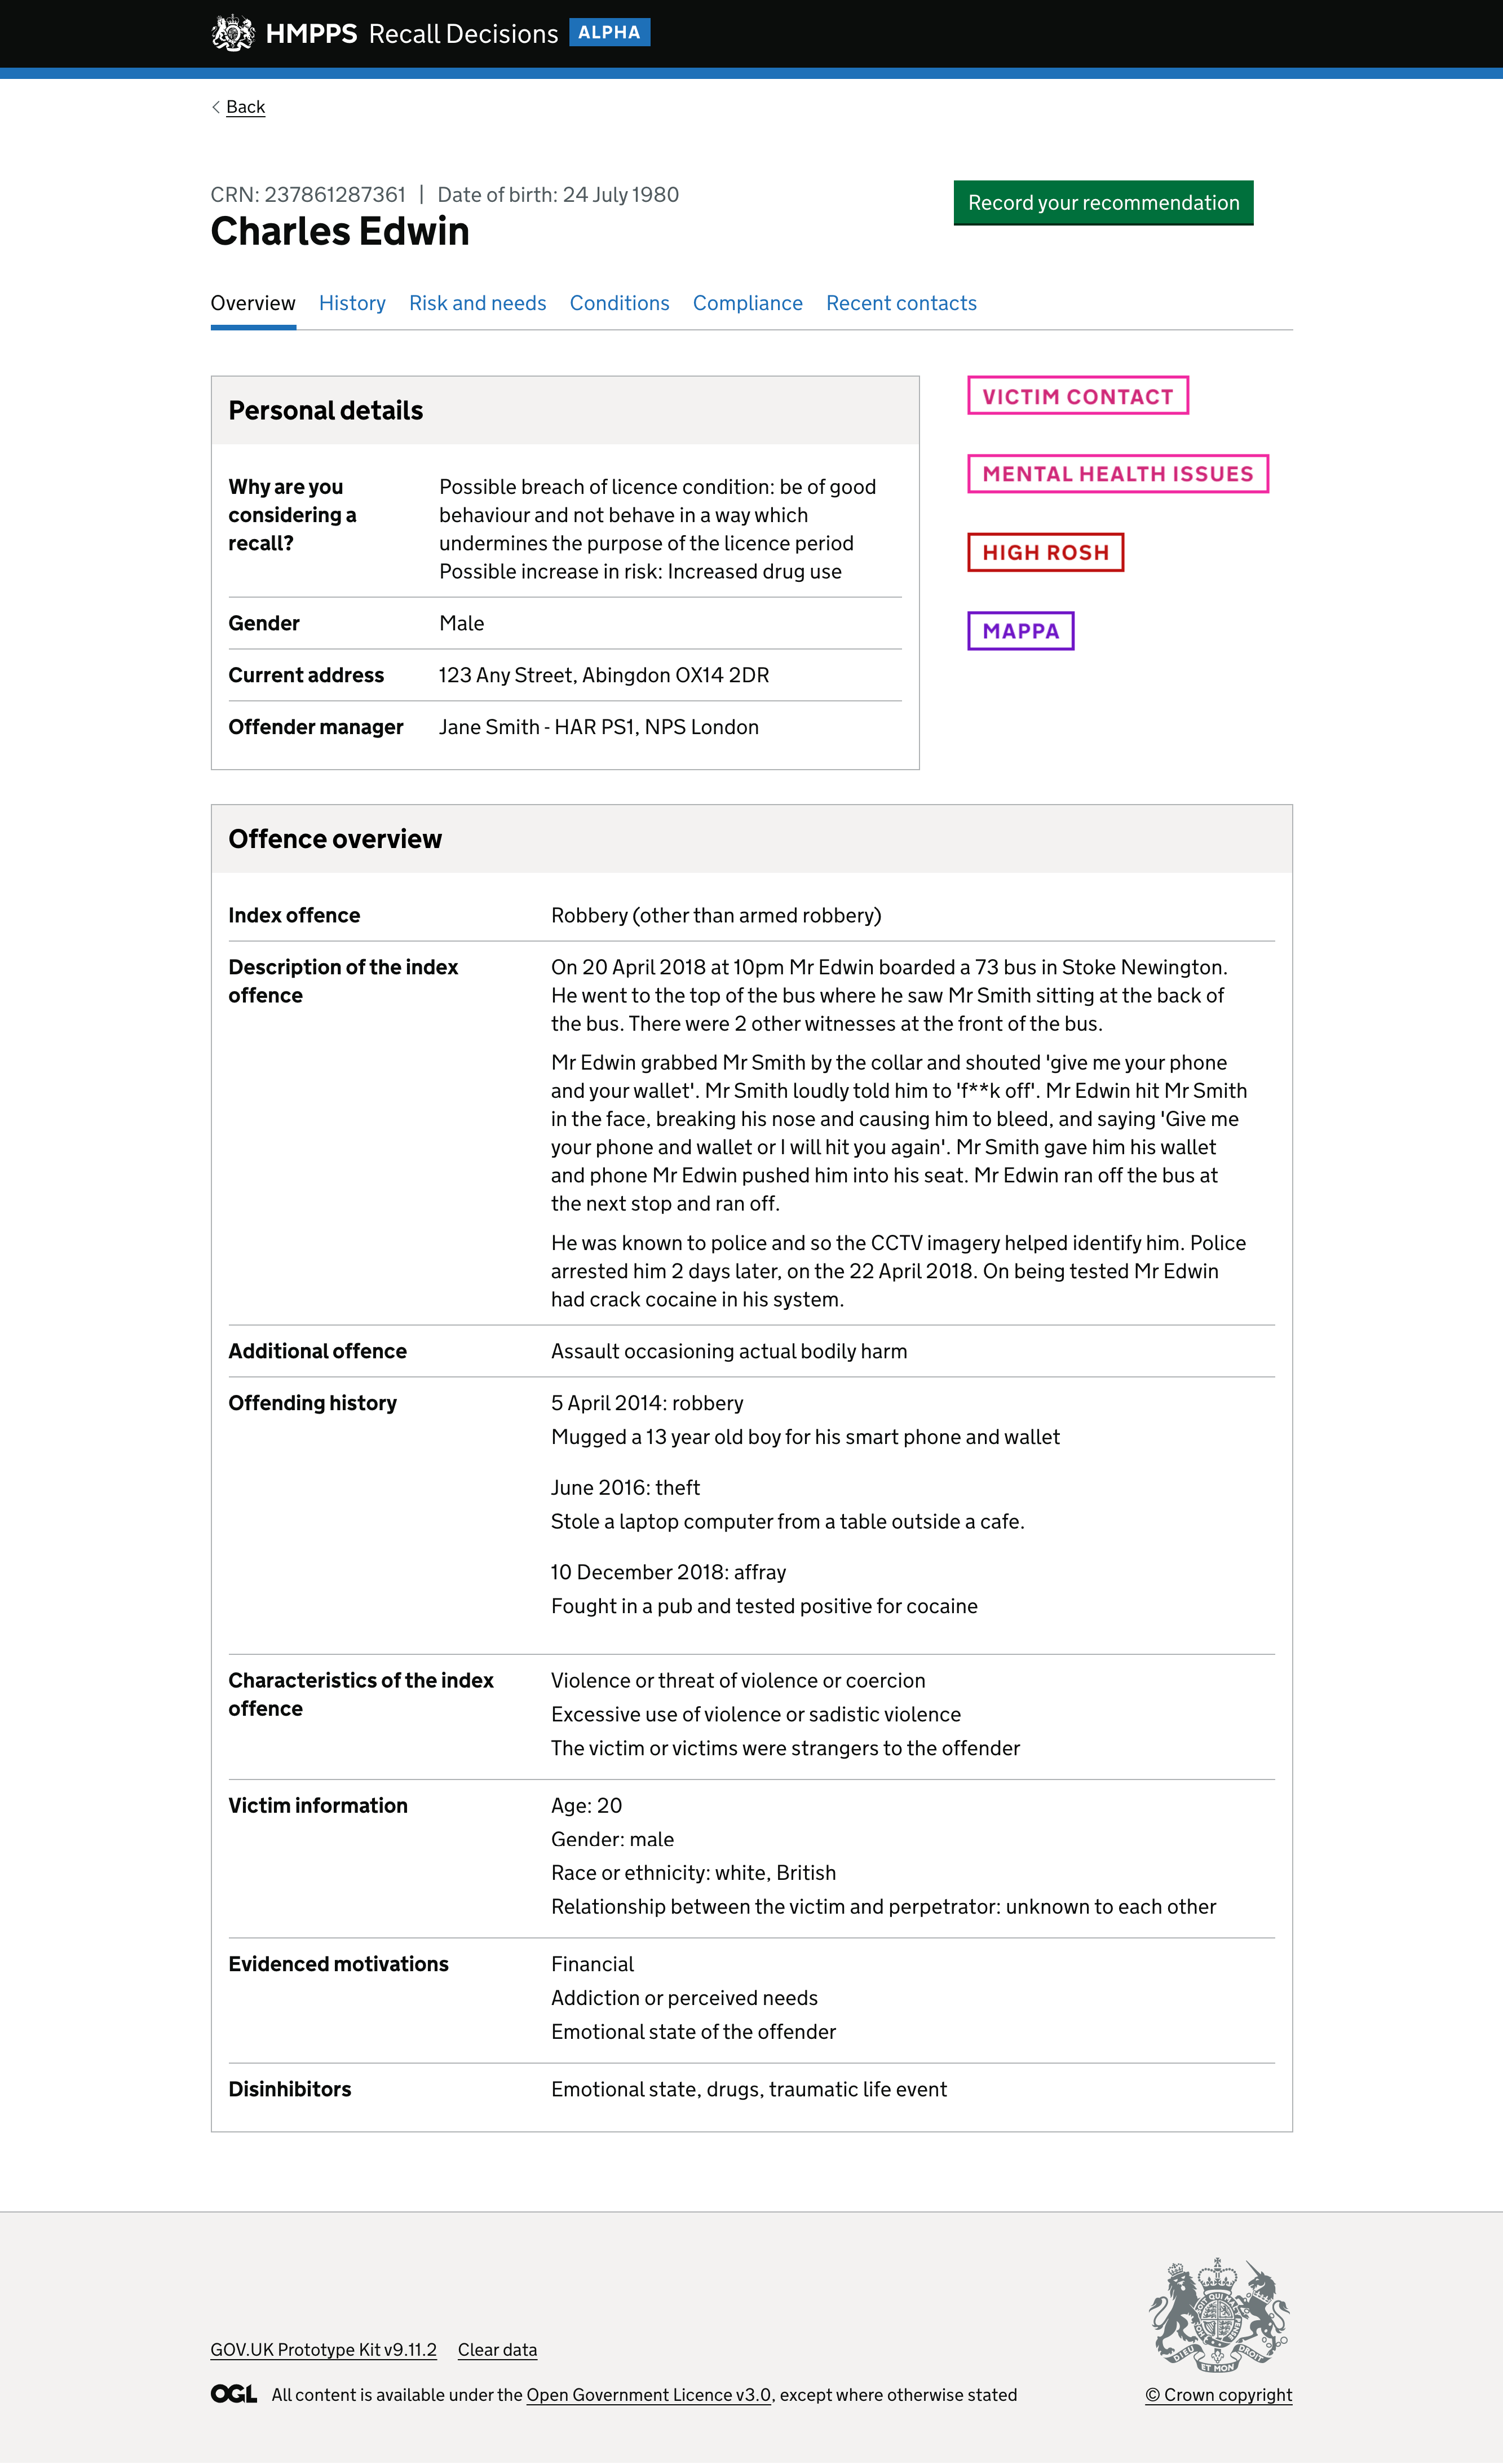 HMPPS Recall Decisions ALPHA
Back
CRN: 237861287361 | Date of birth: 24 July 1980
Charles Edwin
Record your recommendation
Overview History Risk and needs Conditions Compliance Recent contacts
Personal details
Why are you
considering a
recall?
Possible breach of licence condition: be of good
behaviour and not behave in a way which
undermines the purpose of the licence period
Possible increase in risk: Increased drug use
Gender Male
Current address 123 Any Street, Abingdon OX14 2DR
Offender manager Jane Smith - HAR PS1, NPS London
VICTIM CONTACT
MENTAL HEALTH ISSUES
HIGH ROSH
MAPPA
Offence overview
Index offence Robbery (other than armed robbery)
Description of the index
offence
On 20 April 2018 at 10pm Mr Edwin boarded a 73 bus in Stoke Newington.
He went to the top of the bus where he saw Mr Smith sitting at the back of
the bus. There were 2 other witnesses at the front of the bus.
Mr Edwin grabbed Mr Smith by the collar and shouted 'give me your phone
and your wallet'. Mr Smith loudly told him to 'f**k off'. Mr Edwin hit Mr Smith
in the face, breaking his nose and causing him to bleed, and saying 'Give me
your phone and wallet or I will hit you again'. Mr Smith gave him his wallet
and phone Mr Edwin pushed him into his seat. Mr Edwin ran off the bus at
the next stop and ran off.
He was known to police and so the CCTV imagery helped identify him. Police
arrested him 2 days later, on the 22 April 2018. On being tested Mr Edwin
had crack cocaine in his system.
Additional offence Assault occasioning actual bodily harm
Offending history 5 April 2014: robbery
Mugged a 13 year old boy for his smart phone and wallet
June 2016: theft
Stole a laptop computer from a table outside a cafe.
10 December 2018: affray
Fought in a pub and tested positive for cocaine
Characteristics of the index
offence
Violence or threat of violence or coercion
Excessive use of violence or sadistic violence
The victim or victims were strangers to the offender
Victim information Age: 20
Gender: male
Race or ethnicity: white, British
Relationship between the victim and perpetrator: unknown to each other
Evidenced motivations Financial
Addiction or perceived needs
Emotional state of the offender
Disinhibitors Emotional state, drugs, traumatic life event
GOV.UK Prototype Kit v9.11.2 Clear data
OGL All content is available under the Open Government Licence v3.0, except where otherwise stated
DIEU ET MON DROIT
© Crown copyright